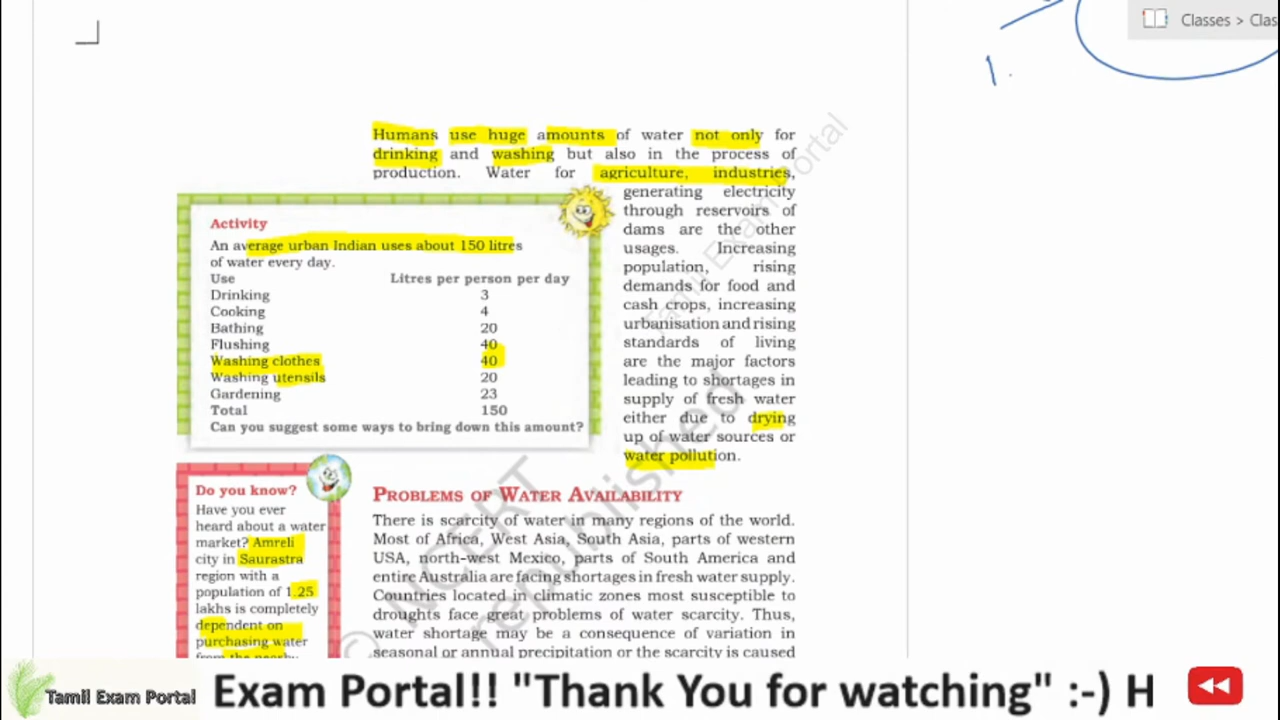 Classes > Clas
1.
Humans use huge amounts of water not only for
drinking and washing but also in the process of
production. Water for agriculture, industries,
generating electricity
through reservoirs of
dams are the other
usages. Increasing
population, rising
demands for food and
cash crops, increasing
urbanisation and rising
standards of living
are the major factors
leading to shortages in
supply of fresh water
either due to drying
up of water sources or
water pollution.
Activity
An average urban Indian uses about 150 litres
of water every day.
Use Litres per person per day
Drinking 3
Cooking 4
Bathing 20
Flushing 40
Washing clothes 40
Washing utensils 20
Gardening 23
Total 150
Can you suggest some ways to bring down this amount?
Do you know?
Have you ever
heard about a water
market? Amreli
city in Saurastra
region with a
population of 1.25
lakhs is completely
dependent on
purchasing water
from the nearby
PROBLEMS OF WATER AVAILABILITY
There is scarcity of water in many regions of the world.
Most of Africa, West Asia, South Asia, parts of western
USA, north-west Mexico, parts of South America and
entire Australia are facing shortages in fresh water supply.
Countries located in climatic zones most susceptible to
droughts face great problems of water scarcity. Thus,
water shortage may be a consequence of variation in
seasonal or annual precipitation or the scarcity is caused
© NCERT
republished
Tamil Exam Portal
Tamil Exam Portal
Exam Portal!! "Thank You for watching" :-) H